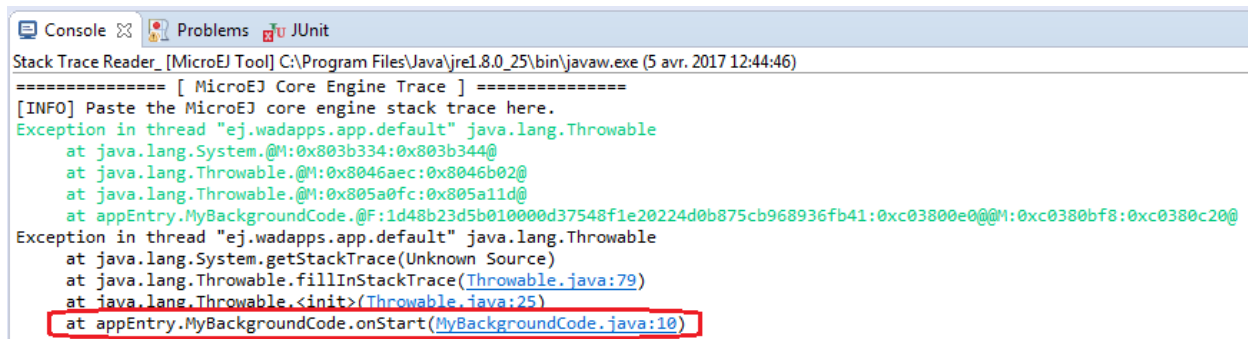 Console Problems JUnit
Stack Trace Reader_ [MicroEJ Tool] C:\Program Files\Java\jre1.8.0_25\bin\javaw.exe (5 avr. 2017 12:44:46)
=============== [ MicroEJ Core Engine Trace ] ===============
[INFO] Paste the MicroEJ core engine stack trace here.
Exception in thread "ej.wadapps.app.default" java.lang.Throwable
    at java.lang.System.@M:0x803b334:0x803b344@
    at java.lang.Throwable.@M:0x8046aec:0x8046b02@
    at java.lang.Throwable.@M:0x805a0fc:0x805a11d@
    at appEntry.MyBackgroundCode.@F:1d48b23d5b010000d37548f1e20224d0b875cb968936fb41:0xc03800e0@@M:0xc0380bf8:0xc0380c20@
Exception in thread "ej.wadapps.app.default" java.lang.Throwable
    at java.lang.System.getStackTrace(Unknown Source)
    at java.lang.Throwable.fillInStackTrace(Throwable.java:79)
    at java.lang.Throwable.<init>(Throwable.java:25)
    at appEntry.MyBackgroundCode.onStart(MyBackgroundCode.java:10)